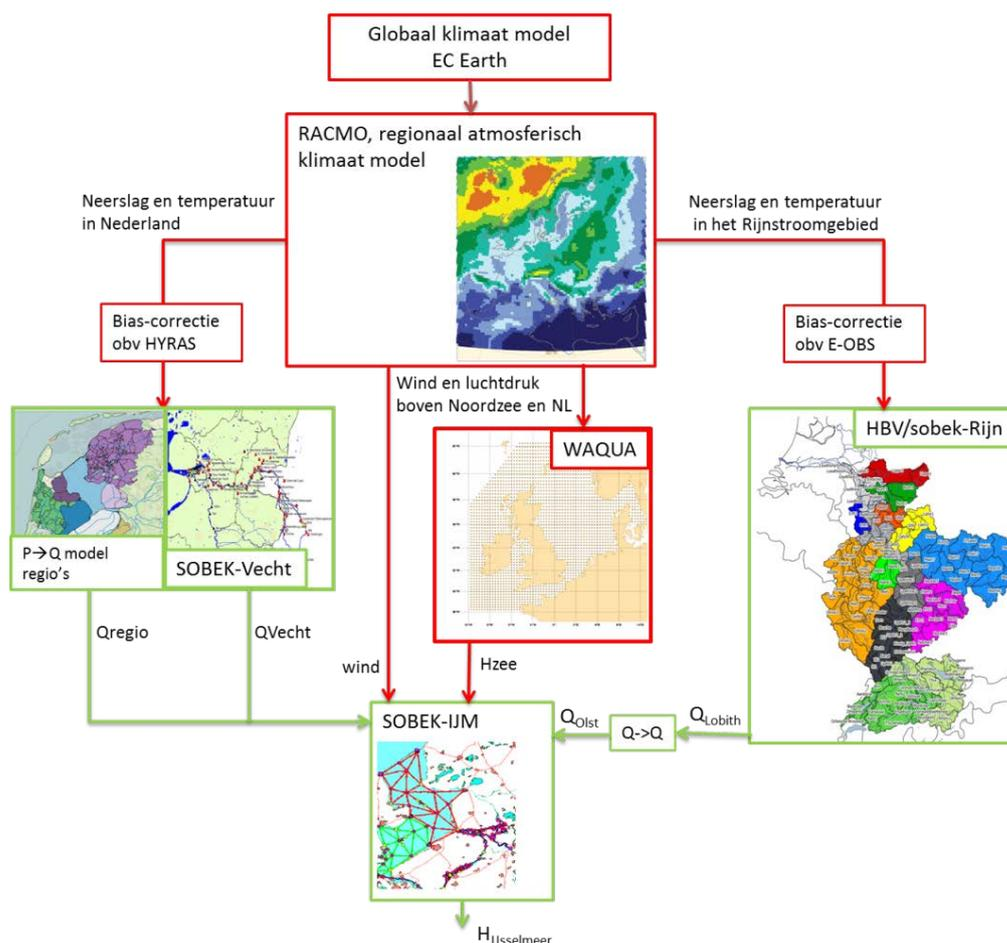 Globaal klimaat model
EC Earth
RACMO, regionaal atmosferisch
klimaat model
Neerslag en temperatuur
in Nederland
Neerslag en temperatuur
in het Rijnstroomgebied
Bias-correctie
obv HYRAS
Bias-correctie
obv E-OBS
Wind en luchtdruk
boven Noordzee en NL
WAQUA
HBV/sobek-Rijn
P→Q model
regio's
SOBEK-Vecht
Qregio
QVecht
wind
Hzee
SOBEK-IJM
QOlst
Q->Q
QLobith
HIJsselmeer